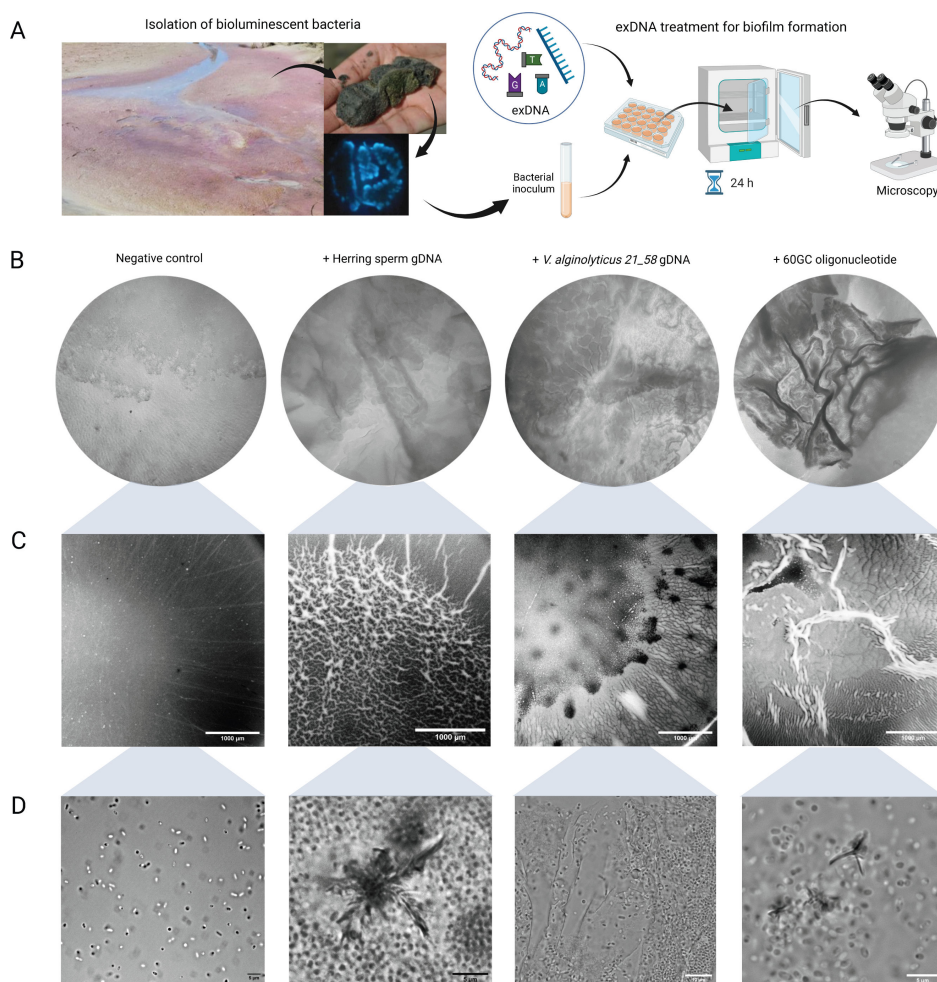 A
Isolation of bioluminescent bacteria
exDNA treatment for biofilm formation
T
G
A
exDNA
Bacterial
inoculum
24 h
Microscopy
B
Negative control
+ Herring sperm gDNA
+ V. alginolyticus 21_58 gDNA
+ 60GC oligonucleotide
C
1000 µm
1000 µm
1000 µm
1000 µm
D
5 µm
5 µm
5 µm